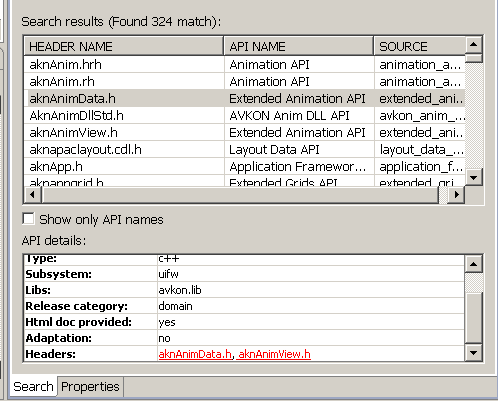 Search results (Found 324 match):
HEADER NAME API NAME SOURCE
aknAnim.hrh Animation API animation_a...
aknAnim.rh Animation API animation_a...
aknAnimData.h Extended Animation API extended_ani...
AknAnimDllStd.h AVKON Anim DLL API avkon_anim_...
aknAnimView.h Extended Animation API extended_ani...
aknapaclayout.cdl.h Layout Data API layout_data_...
aknApp.h Application Framewor... application_f...
aknappgrid.h Extended Grids API extended_gri...
Show only API names
API details:
Type: c++
Subsystem: uifw
Libs: avkon.lib
Release category: domain
Html doc provided: yes
Adaptation: no
Headers: aknAnimData.h, aknAnimView.h
Search Properties